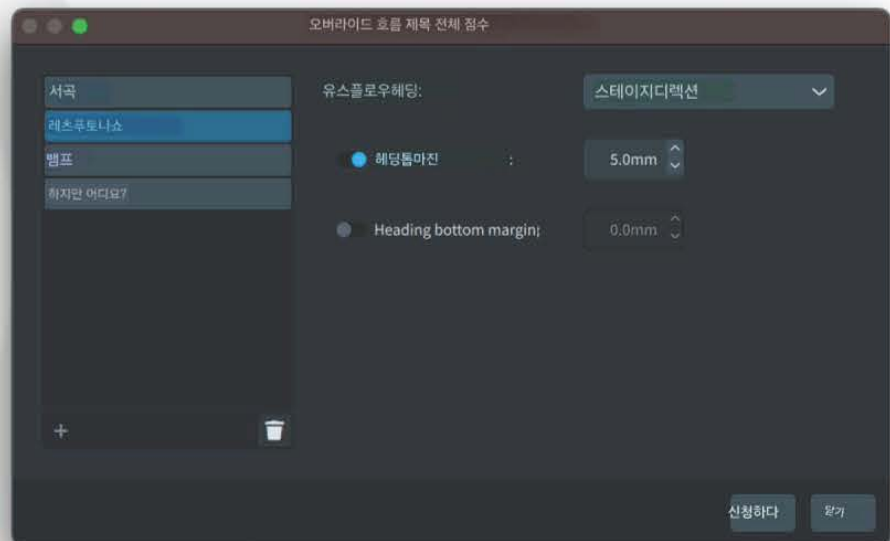 오버라이드 흐름 제목 전체 점수
서곡
레츠푸토나쇼
뱀프
하지만 어디요?
유스플로우헤딩:
스테이지디렉션
헤딩톱마진 :
5.0mm
Heading bottom margin:
0.0mm
신청하다
닫기